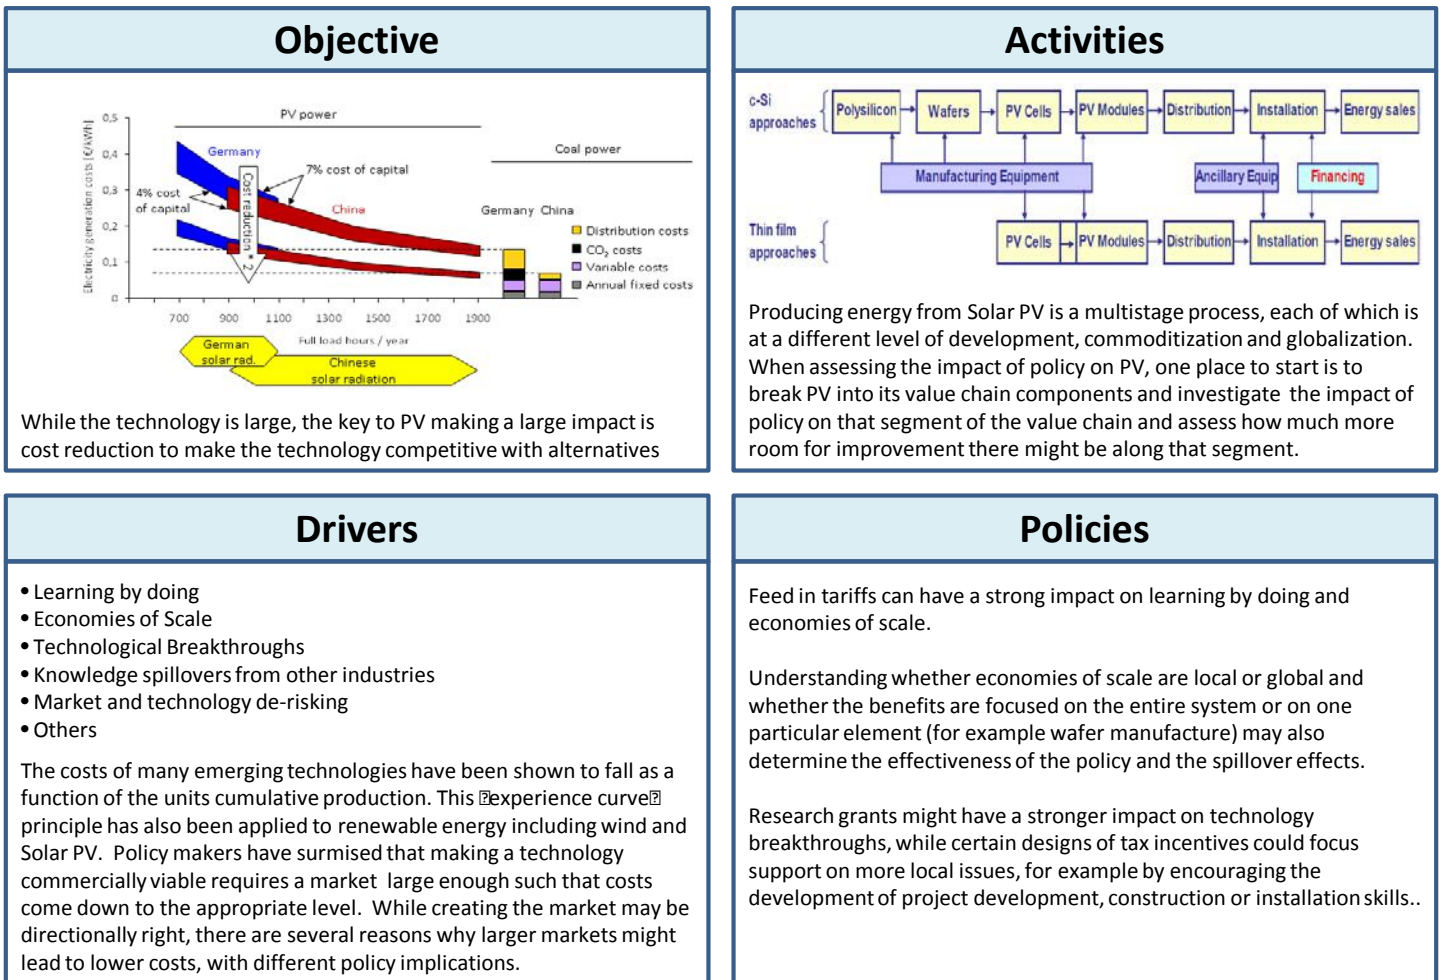 Objective
PV power
Coal power
Electricity generation costs [€/kWh]
0,5
0,4
0,3
0,2
0,1
0
Germany
7% cost of capital
4% cost
of capital
China
Cost reduction * 2
Germany China
Distribution costs
CO₂ costs
Variable costs
Annual fixed costs
700 900 1100 1300 1500 1700 1900
Full load hours / year
German
solar rad.
Chinese
solar radiation
While the technology is large, the key to PV making a large impact is
cost reduction to make the technology competitive with alternatives
Activities
c-Si
approaches
Polysilicon Wafers PV Cells PV Modules Distribution Installation Energy sales
Manufacturing Equipment Ancillary Equip Financing
Thin film
approaches
PV Cells PV Modules Distribution Installation Energy sales
Producing energy from Solar PV is a multistage process, each of which is
at a different level of development, commoditization and globalization.
When assessing the impact of policy on PV, one place to start is to
break PV into its value chain components and investigate the impact of
policy on that segment of the value chain and assess how much more
room for improvement there might be along that segment.
Drivers
• Learning by doing
• Economies of Scale
• Technological Breakthroughs
• Knowledge spillovers from other industries
• Market and technology de-risking
• Others
The costs of many emerging technologies have been shown to fall as a
function of the units cumulative production. This ⍰experience curve⍰
principle has also been applied to renewable energy including wind and
Solar PV. Policy makers have surmised that making a technology
commercially viable requires a market large enough such that costs
come down to the appropriate level. While creating the market may be
directionally right, there are several reasons why larger markets might
lead to lower costs, with different policy implications.
Policies
Feed in tariffs can have a strong impact on learning by doing and
economies of scale.
Understanding whether economies of scale are local or global and
whether the benefits are focused on the entire system or on one
particular element (for example wafer manufacture) may also
determine the effectiveness of the policy and the spillover effects.
Research grants might have a stronger impact on technology
breakthroughs, while certain designs of tax incentives could focus
support on more local issues, for example by encouraging the
development of project development, construction or installation skills..